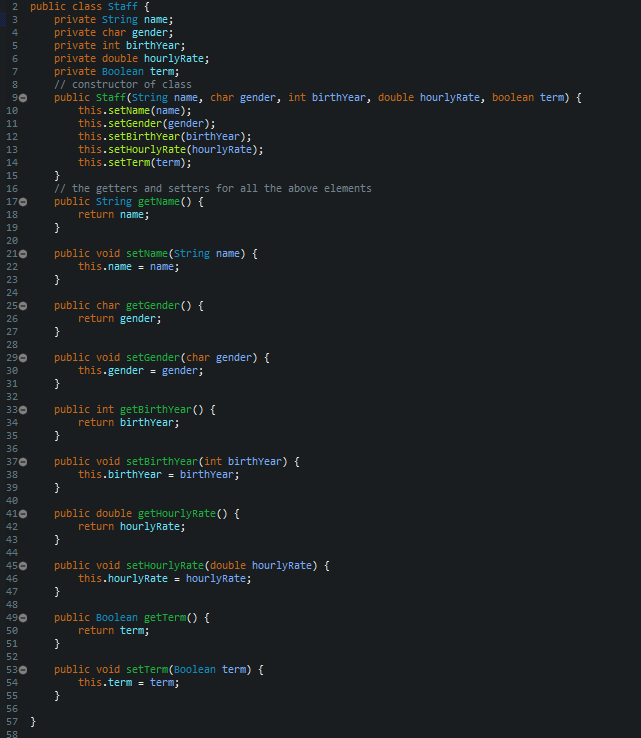 2 public class Staff {
3     private String name;
4     private char gender;
5     private int birthYear;
6     private double hourlyRate;
7     private Boolean term;
8     // constructor of class
9     public Staff(String name, char gender, int birthYear, double hourlyRate, boolean term) {
10         this.setName(name);
11         this.setGender(gender);
12         this.setBirthYear(birthYear);
13         this.setHourlyRate(hourlyRate);
14         this.setTerm(term);
15     }
16     // the getters and setters for all the above elements
17     public String getName() {
18         return name;
19     }
20
21     public void setName(String name) {
22         this.name = name;
23     }
24
25     public char getGender() {
26         return gender;
27     }
28
29     public void setGender(char gender) {
30         this.gender = gender;
31     }
32
33     public int getBirthYear() {
34         return birthYear;
35     }
36
37     public void setBirthYear(int birthYear) {
38         this.birthYear = birthYear;
39     }
40
41     public double getHourlyRate() {
42         return hourlyRate;
43     }
44
45     public void setHourlyRate(double hourlyRate) {
46         this.hourlyRate = hourlyRate;
47     }
48
49     public Boolean getTerm() {
50         return term;
51     }
52
53     public void setTerm(Boolean term) {
54         this.term = term;
55     }
56
57 }
58